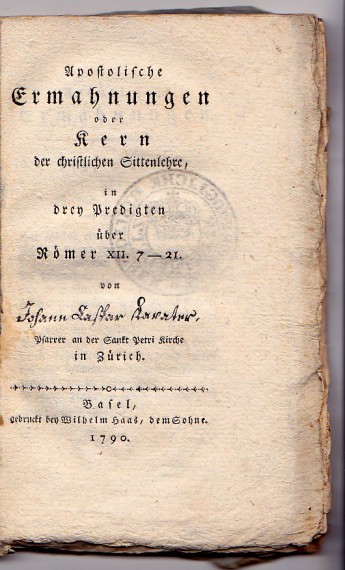 Apostolische
Ermahnungen
oder
Kern
der christlichen Sittenlehre,
in
drey Predigten
über
Römer XII. 7—21.
von
Johann Caspar Lavater,
Pfarrer an der Sankt Petri Kirche
in Zürich.
Basel,
gedruckt bey Wilhelm Haas, dem Sohne.
1790.